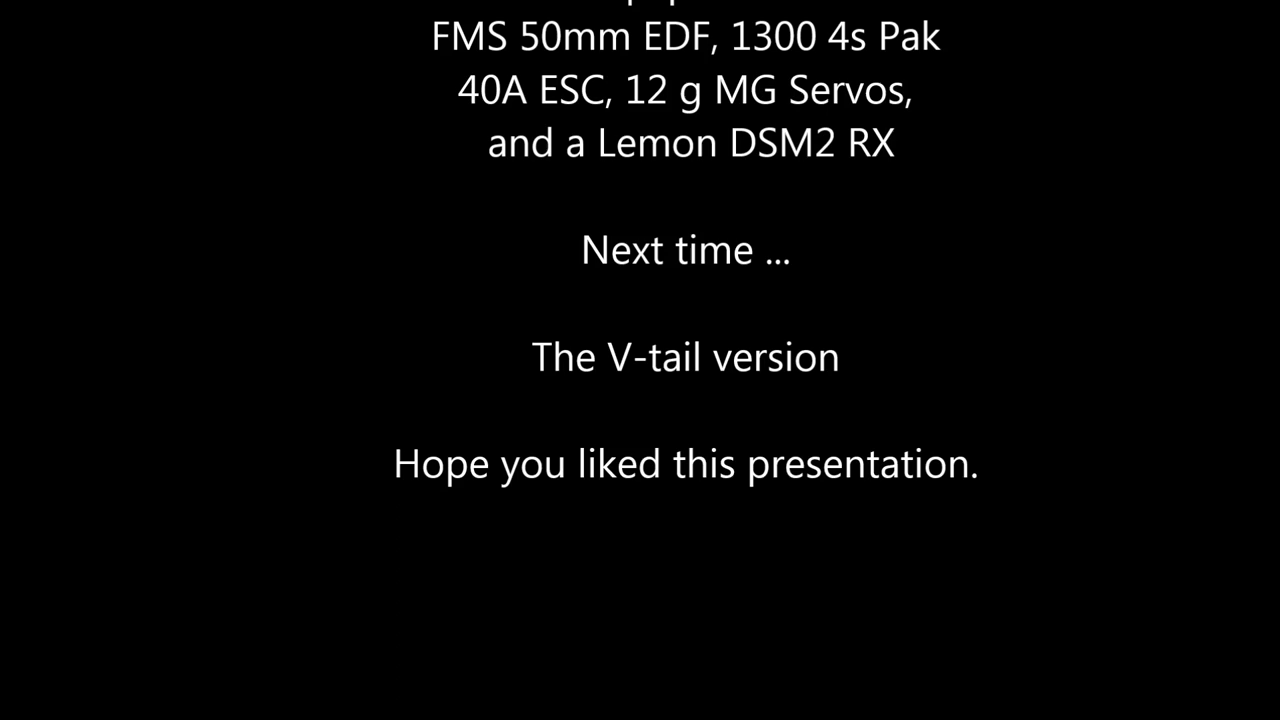 FMS 50mm EDF, 1300 4s Pak
40A ESC, 12 g MG Servos,
and a Lemon DSM2 RX
Next time ...
The V-tail version
Hope you liked this presentation.